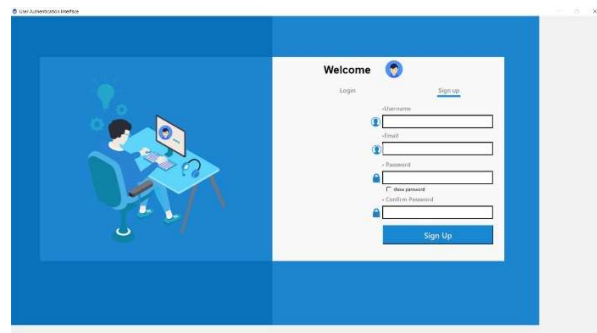 User Authentication Interface
Welcome
Login Sign up
•Username
•Email
• Password
show password
• Confirm Password
Sign Up